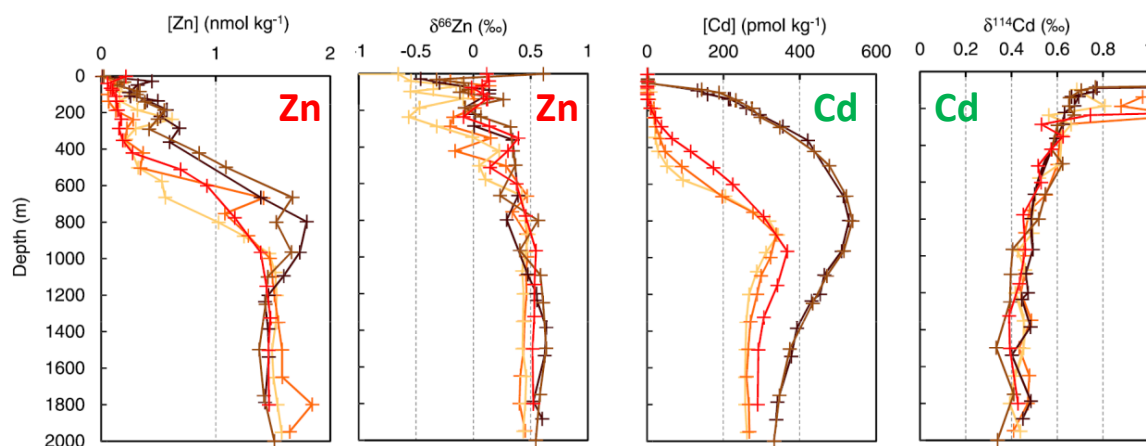 [Zn] (nmol kg⁻¹) δ⁶⁶Zn (‰) [Cd] (pmol kg⁻¹) δ¹¹⁴Cd (‰)
0 1 2 -1 -0.5 0 0.5 1 0 200 400 600 0 0.2 0.4 0.6 0.8 1
0
Zn Zn Cd Cd
200
400
600
800
Depth (m)
1000
1200
1400
1600
1800
2000